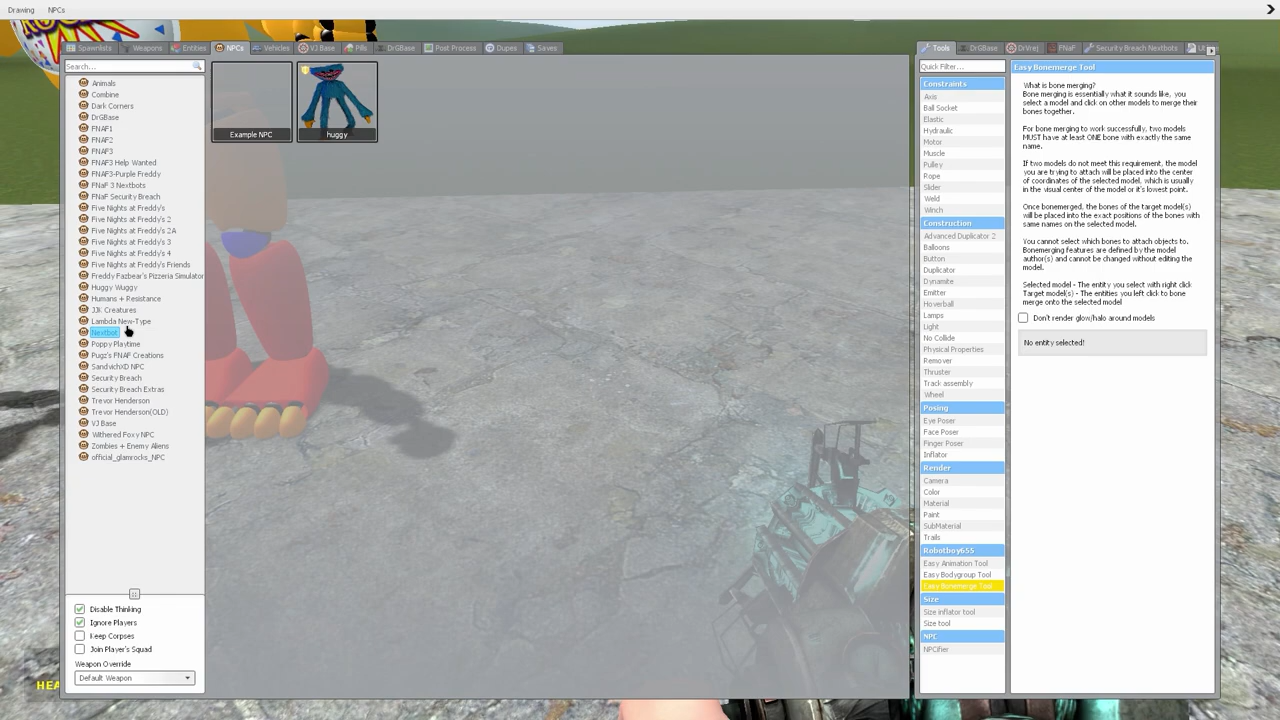 Drawing NPCs
Spawnlists Weapons Entities NPCs Vehicles VJ Base Pills DrGBase Post Process Dupes Saves
Search...
Animals
Combine
Dark Corners
DrGBase
FNAF1
FNAF2
FNAF3
FNAF3 Help Wanted
FNAF3-Purple Freddy
FNaF 3 Nextbots
FNAF Security Breach
Five Nights at Freddy's
Five Nights at Freddy's 2
Five Nights at Freddy's 2A
Five Nights at Freddy's 3
Five Nights at Freddy's 4
Five Nights at Freddy's Friends
Freddy Fazbear's Pizzeria Simulator
Huggy Wuggy
Humans + Resistance
JJK Creatures
Lambda New-Type
Nextbot
Poppy Playtime
Pugz's FNAF Creations
SandvichXD NPC
Security Breach
Security Breach Extras
Trevor Henderson
Trevor Henderson(OLD)
VJ Base
Withered Foxy NPC
Zombies + Enemy Aliens
official_glamrocks_NPC
Disable Thinking
Ignore Players
Keep Corpses
Join Player's Squad
Weapon Override
Default Weapon
Example NPC
huggy
HEA
Tools DrGBase DrVrej FNaF Security Breach Nextbots
Quick Filter...
Constraints
Axis
Ball Socket
Elastic
Hydraulic
Motor
Muscle
Pulley
Rope
Slider
Weld
Winch
Construction
Advanced Duplicator 2
Balloons
Button
Duplicator
Dynamite
Emitter
Hoverball
Lamps
Light
No Collide
Physical Properties
Remover
Thruster
Track assembly
Wheel
Posing
Eye Poser
Face Poser
Finger Poser
Inflator
Render
Camera
Color
Material
Paint
SubMaterial
Trails
Robotboy655
Easy Animation Tool
Easy Bodygroup Tool
Easy Bonemerge Tool
Size
Size inflator tool
Size tool
NPC
NPCifier
Easy Bonemerge Tool
What is bone merging?
Bone merging is essentially what it sounds like, you
select a model and click on other models to merge their
bones together.
For bone merging to work successfully, two models
MUST have at least ONE bone with exactly the same
name.
If two models do not meet this requirement, the model
you are trying to attach will be placed into the center
of coordinates of the selected model, which is usually
in the visual center of the model or it's lowest point.
Once bonemerged, the bones of the target model(s)
will be placed into the exact positions of the bones with
same names on the selected model.
You cannot select which bones to attach objects to.
Bonemerging features are defined by the model
author(s) and cannot be changed without editing the
model.
Selected model - The entity you select with right click
Target model(s) - The entities you left click to bone
merge onto the selected model
Don't render glow/halo around models
No entity selected!